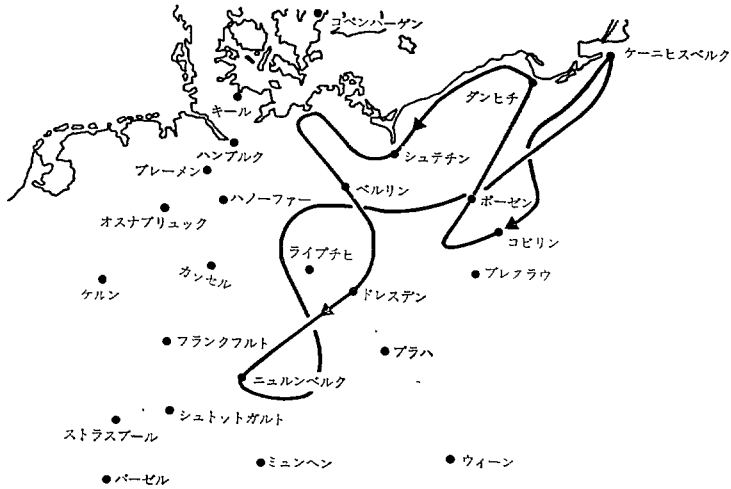 コペンハーゲン
ケーニヒスベルク
ダンヒチ
キール
ハンブルク
シュテチン
ブレーメン
ベルリン
ハノーファー
ポーゼン
オスナブリュック
コビリン
ライプチヒ
カンセル
ブレスラウ
ケルン
ドレスデン
フランクフルト
プラハ
ニュルンベルク
シュトットガルト
ストラスブール
ミュンヘン
ウィーン
バーゼル